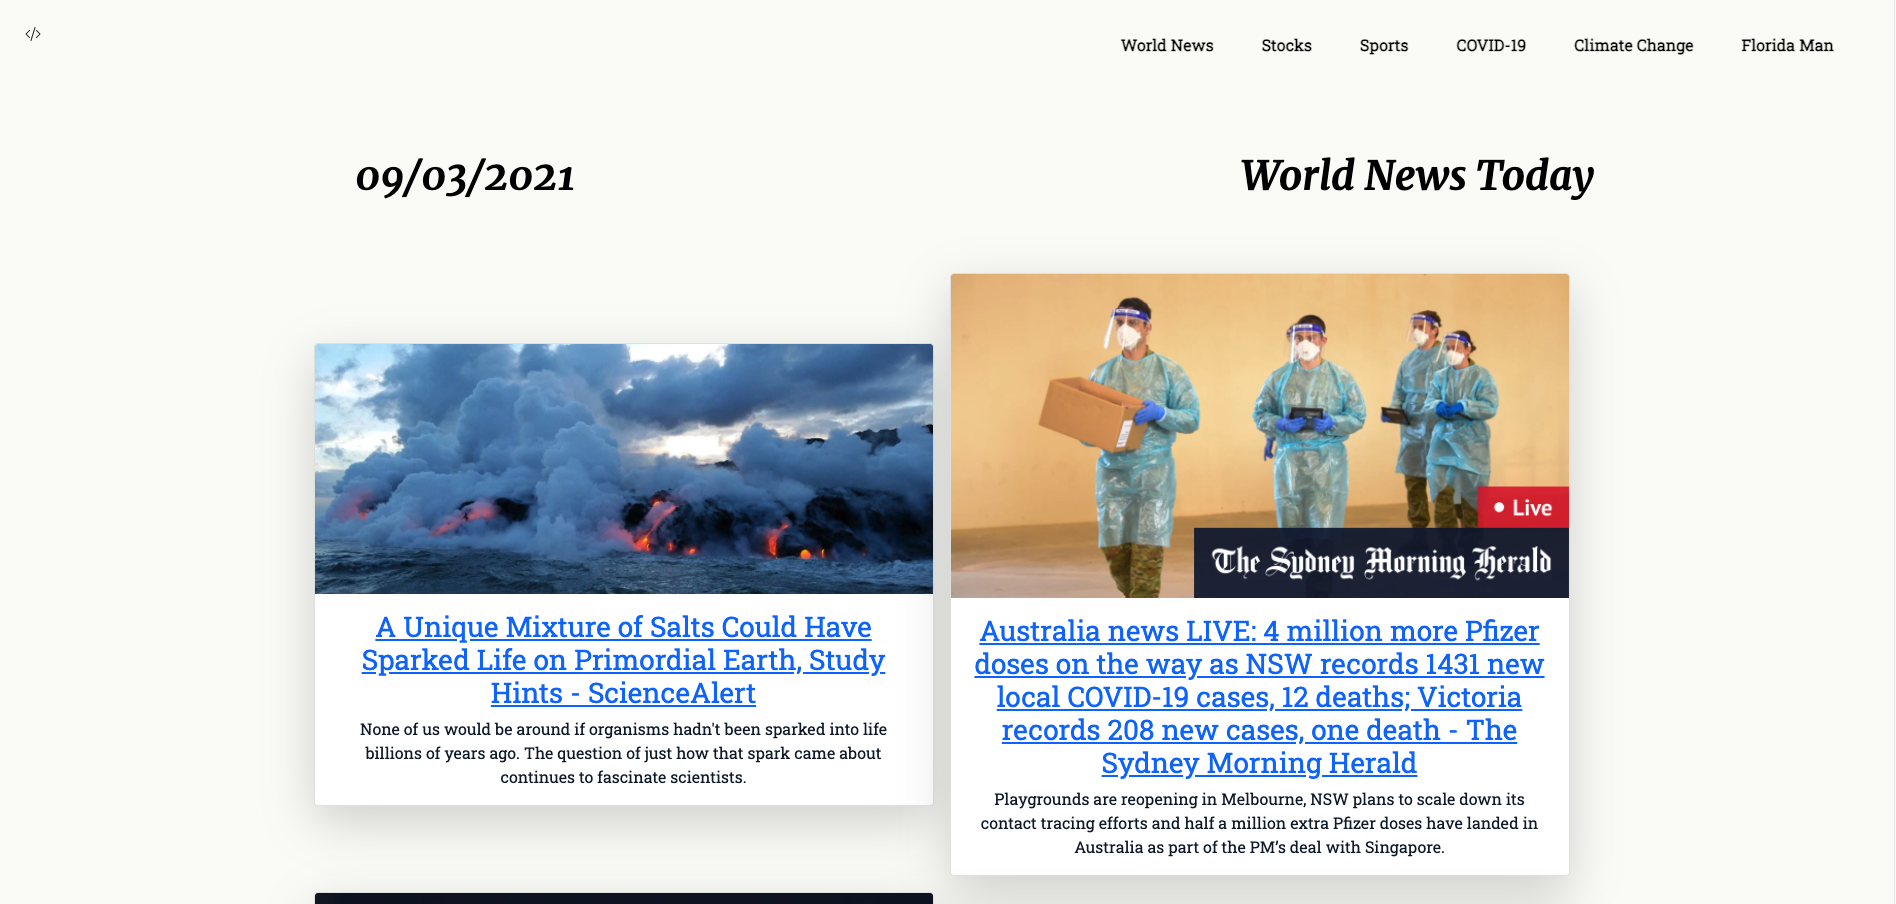 </>
World News
Stocks
Sports
COVID-19
Climate Change
Florida Man
09/03/2021
World News Today
A Unique Mixture of Salts Could Have
Sparked Life on Primordial Earth, Study
Hints - ScienceAlert
None of us would be around if organisms hadn't been sparked into life
billions of years ago. The question of just how that spark came about
continues to fascinate scientists.
Live
The Sydney Morning Herald
Australia news LIVE: 4 million more Pfizer
doses on the way as NSW records 1431 new
local COVID-19 cases, 12 deaths; Victoria
records 208 new cases, one death - The
Sydney Morning Herald
Playgrounds are reopening in Melbourne, NSW plans to scale down its
contact tracing efforts and half a million extra Pfizer doses have landed in
Australia as part of the PM’s deal with Singapore.